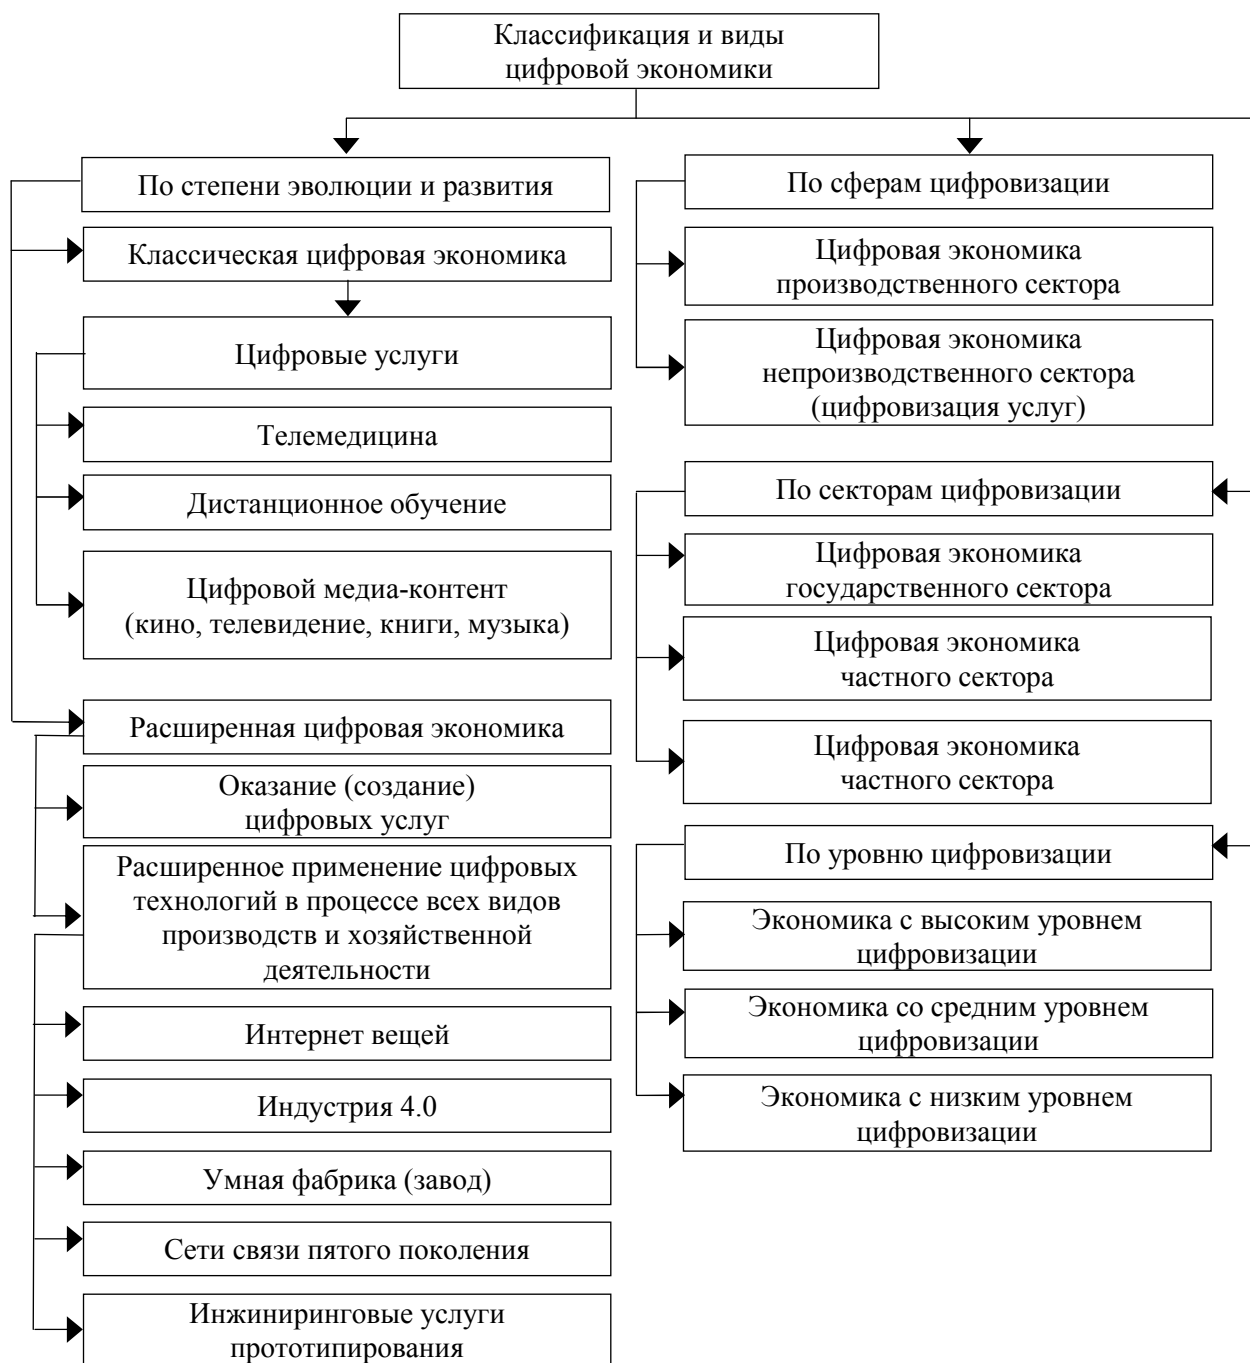 Классификация и виды
цифровой экономики
По степени эволюции и развития
Классическая цифровая экономика
Цифровые услуги
Телемедицина
Дистанционное обучение
Цифровой медиа-контент
(кино, телевидение, книги, музыка)
Расширенная цифровая экономика
Оказание (создание)
цифровых услуг
Расширенное применение цифровых
технологий в процессе всех видов
производств и хозяйственной
деятельности
Интернет вещей
Индустрия 4.0
Умная фабрика (завод)
Сети связи пятого поколения
Инжиниринговые услуги
прототипирования
По сферам цифровизации
Цифровая экономика
производственного сектора
Цифровая экономика
непроизводственного сектора
(цифровизация услуг)
По секторам цифровизации
Цифровая экономика
государственного сектора
Цифровая экономика
частного сектора
Цифровая экономика
частного сектора
По уровню цифровизации
Экономика с высоким уровнем
цифровизации
Экономика со средним уровнем
цифровизации
Экономика с низким уровнем
цифровизации